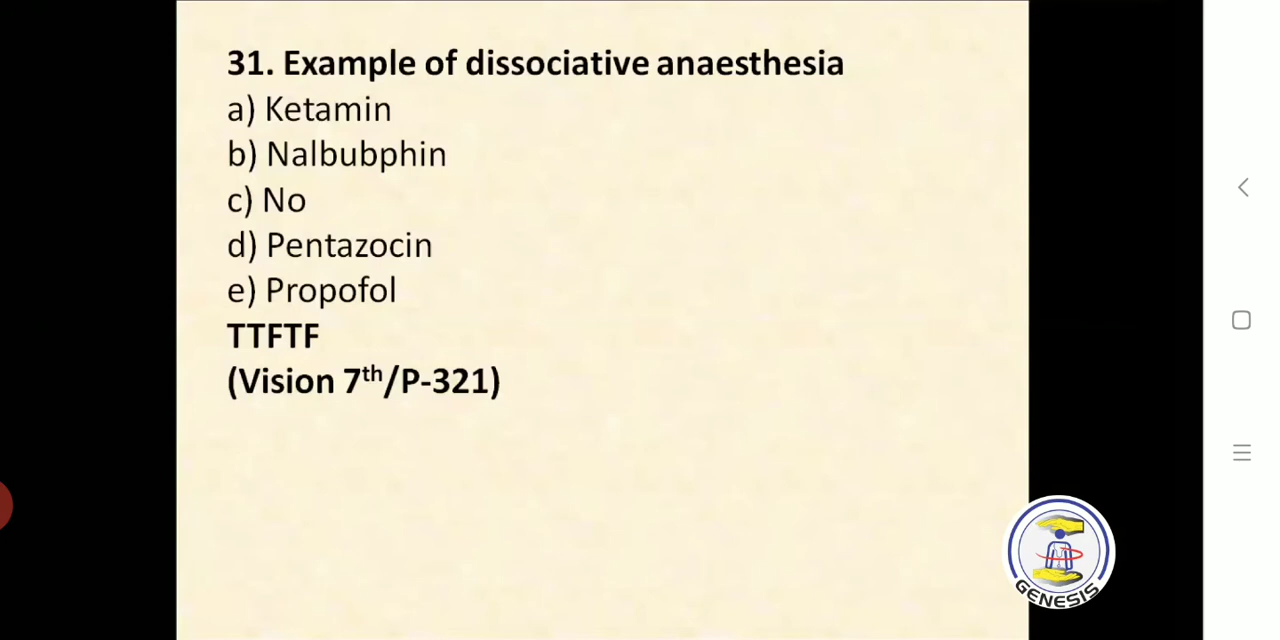 31. Example of dissociative anaesthesia
a) Ketamin
b) Nalbubphin
c) No
d) Pentazocin
e) Propofol
TTFTF
(Vision 7th/P-321)
GENESIS